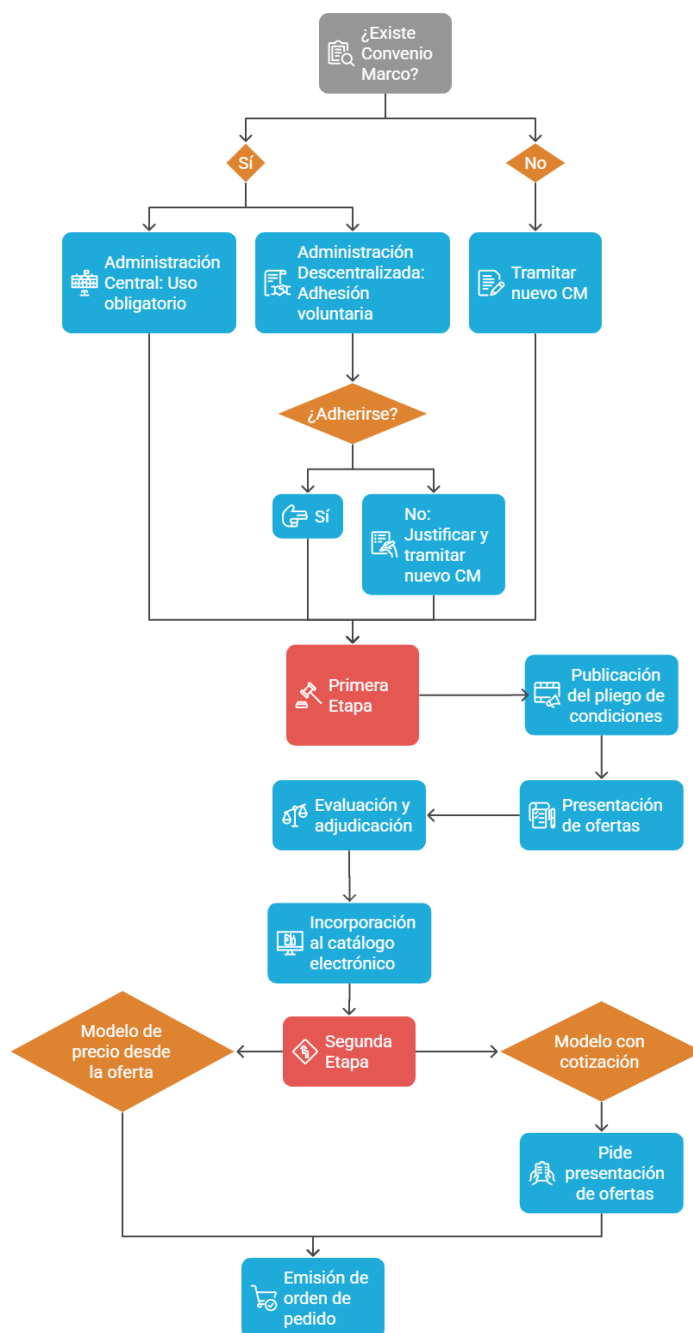 ¿Existe
Convenio
Marco?
Sí
No
Administración
Central: Uso
obligatorio
Administración
Descentralizada:
Adhesión
voluntaria
Tramitar
nuevo CM
¿Adherirse?
Sí
No:
Justificar y
tramitar
nuevo CM
Primera
Etapa
Publicación
del pliego de
condiciones
Evaluación y
adjudicación
Presentación
de ofertas
Incorporación
al catálogo
electrónico
Modelo de
precio desde
la oferta
Segunda
Etapa
Modelo con
cotización
Pide
presentación
de ofertas
Emisión de
orden de
pedido